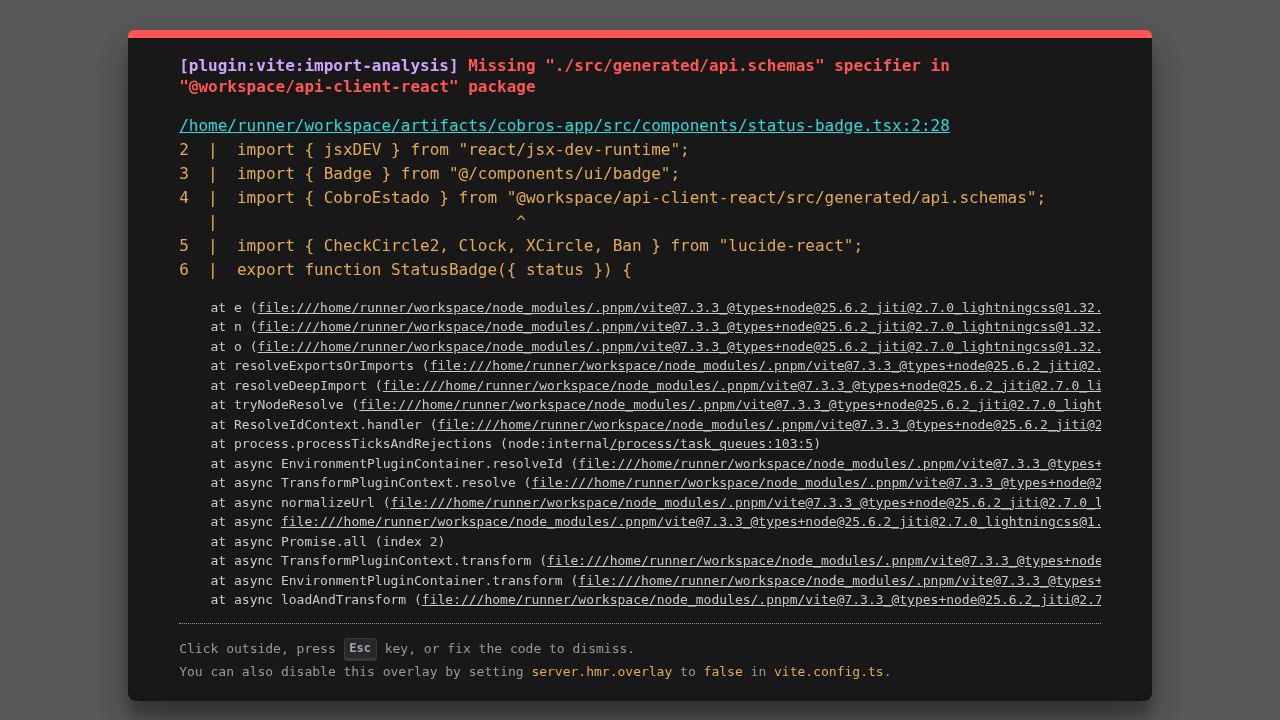 [plugin:vite:import-analysis] Missing "./src/generated/api.schemas" specifier in
"@workspace/api-client-react" package
/home/runner/workspace/artifacts/cobros-app/src/components/status-badge.tsx:2:28
2  |  import { jsxDEV } from "react/jsx-dev-runtime";
3  |  import { Badge } from "@/components/ui/badge";
4  |  import { CobroEstado } from "@workspace/api-client-react/src/generated/api.schemas";
   |                               ^
5  |  import { CheckCircle2, Clock, XCircle, Ban } from "lucide-react";
6  |  export function StatusBadge({ status }) {
at e (file:///home/runner/workspace/node_modules/.pnpm/vite@7.3.3_@types+node@25.6.2_jiti@2.7.0_lightningcss@1.32.
at n (file:///home/runner/workspace/node_modules/.pnpm/vite@7.3.3_@types+node@25.6.2_jiti@2.7.0_lightningcss@1.32.
at o (file:///home/runner/workspace/node_modules/.pnpm/vite@7.3.3_@types+node@25.6.2_jiti@2.7.0_lightningcss@1.32.
at resolveExportsOrImports (file:///home/runner/workspace/node_modules/.pnpm/vite@7.3.3_@types+node@25.6.2_jiti@2.
at resolveDeepImport (file:///home/runner/workspace/node_modules/.pnpm/vite@7.3.3_@types+node@25.6.2_jiti@2.7.0_li
at tryNodeResolve (file:///home/runner/workspace/node_modules/.pnpm/vite@7.3.3_@types+node@25.6.2_jiti@2.7.0_light
at ResolveIdContext.handler (file:///home/runner/workspace/node_modules/.pnpm/vite@7.3.3_@types+node@25.6.2_jiti@2
at process.processTicksAndRejections (node:internal/process/task_queues:103:5)
at async EnvironmentPluginContainer.resolveId (file:///home/runner/workspace/node_modules/.pnpm/vite@7.3.3_@types+
at async TransformPluginContext.resolve (file:///home/runner/workspace/node_modules/.pnpm/vite@7.3.3_@types+node@2
at async normalizeUrl (file:///home/runner/workspace/node_modules/.pnpm/vite@7.3.3_@types+node@25.6.2_jiti@2.7.0_l
at async file:///home/runner/workspace/node_modules/.pnpm/vite@7.3.3_@types+node@25.6.2_jiti@2.7.0_lightningcss@1.
at async Promise.all (index 2)
at async TransformPluginContext.transform (file:///home/runner/workspace/node_modules/.pnpm/vite@7.3.3_@types+node
at async EnvironmentPluginContainer.transform (file:///home/runner/workspace/node_modules/.pnpm/vite@7.3.3_@types+
at async loadAndTransform (file:///home/runner/workspace/node_modules/.pnpm/vite@7.3.3_@types+node@25.6.2_jiti@2.7
Click outside, press Esc key, or fix the code to dismiss.
You can also disable this overlay by setting server.hmr.overlay to false in vite.config.ts.